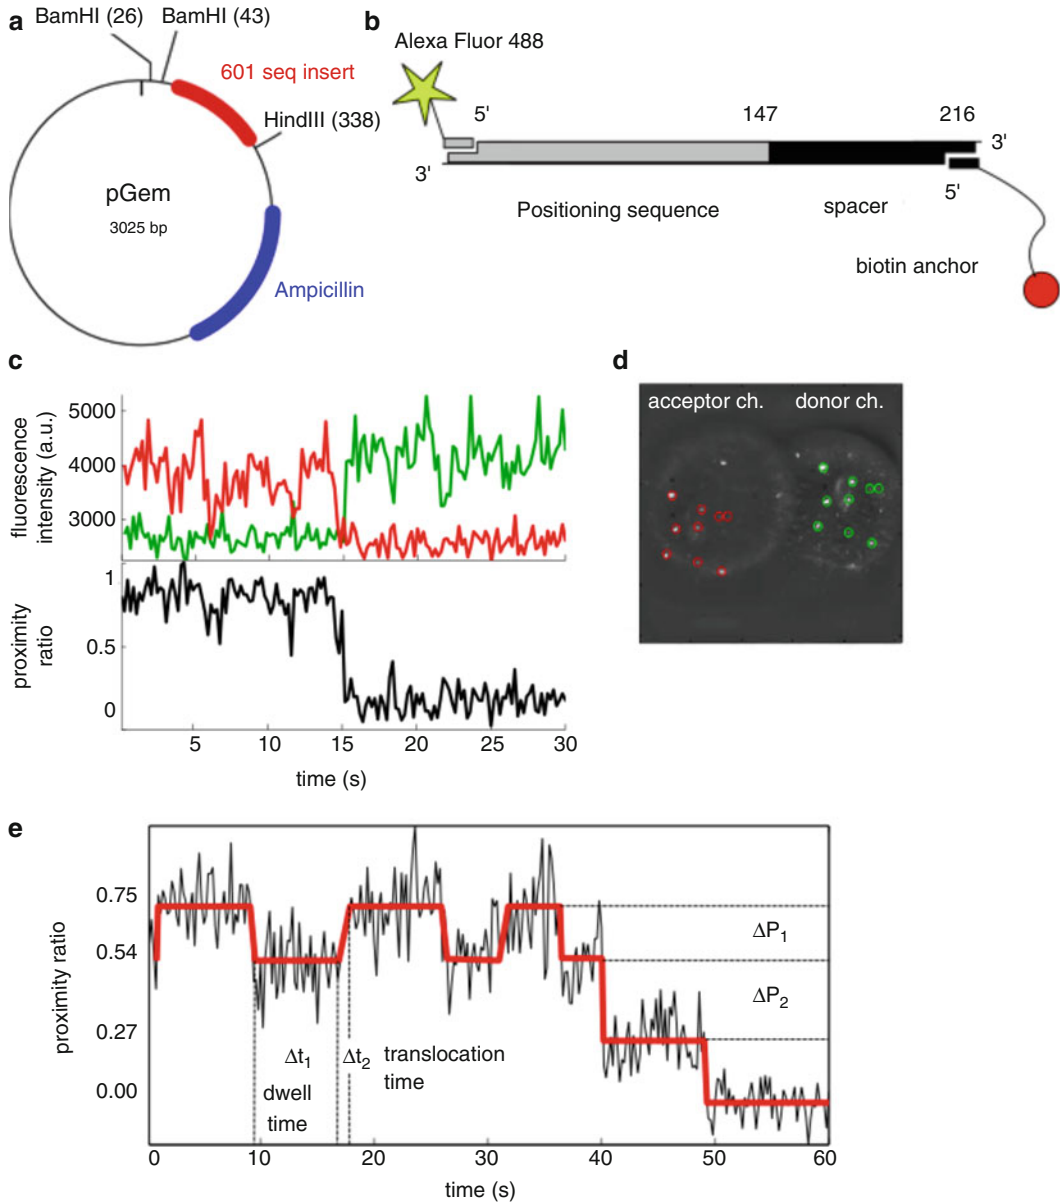 a
BamHI (26)
BamHI (43)
601 seq insert
HindIII (338)
pGem
3025 bp
Ampicillin
b
Alexa Fluor 488
5'
147
216
3'
3'
5'
Positioning sequence
spacer
biotin anchor
c
fluorescence
intensity (a.u.)
5000
4000
3000
proximity
ratio
1
0.5
0
5
10
15
20
25
30
time (s)
d
acceptor ch.
donor ch.
e
proximity ratio
0.75
0.54
0.27
0.00
ΔP1
ΔP2
Δt1
dwell
time
Δt2 translocation
time
0
10
20
30
40
50
60
time (s)